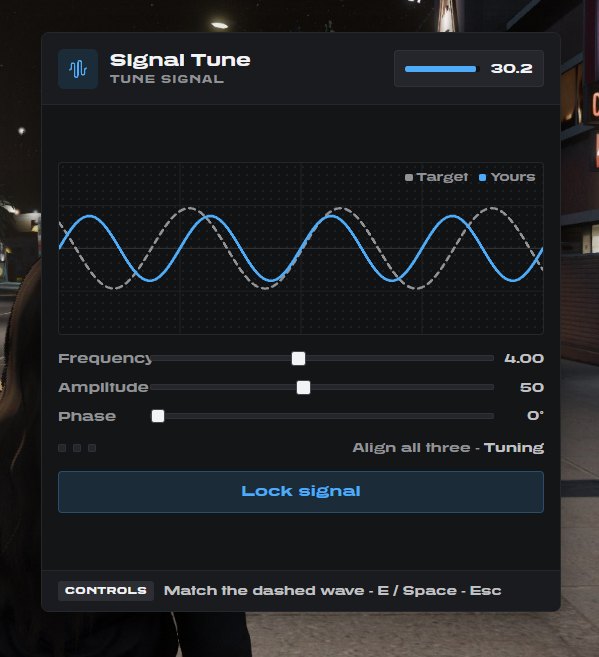 Signal Tune
TUNE SIGNAL
30.2
Target Yours
Frequency 4.00
Amplitude 50
Phase 0°
Align all three - Tuning
Lock signal
CONTROLS Match the dashed wave - E / Space - Esc